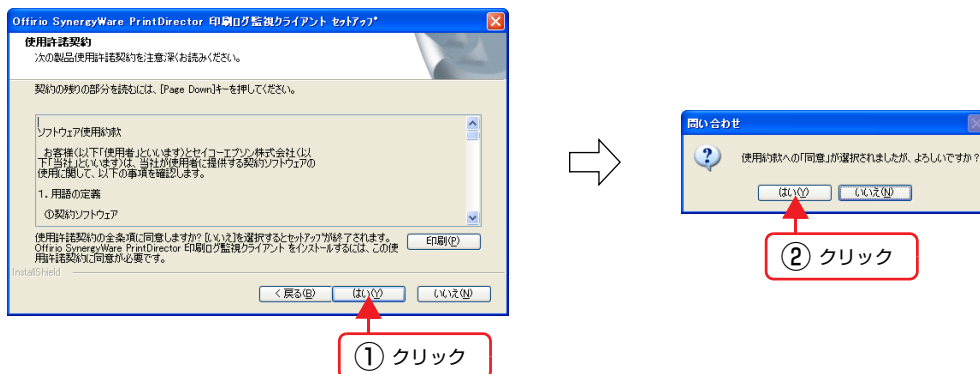 Offirio SynergyWare PrintDirector 印刷ログ監視クライアント セットアップ
使用許諾契約
次の製品使用許諾契約を注意深くお読みください。
契約の残りの部分を読むには、[Page Down]キーを押してください。
ソフトウェア使用約款
お客様(以下「使用者」といいます)とセイコーエプソン株式会社(以
下「当社」といいます)は、当社が使用者に提供する契約ソフトウェアの
使用に関して、以下の事項を確認します。
1. 用語の定義
①契約ソフトウェア
使用許諾契約の全条項に同意しますか? [いいえ]を選択するとセットアップが終了されます。
Offirio SynergyWare PrintDirector 印刷ログ監視クライアント をインストールするには、この使
用許諾契約に同意が必要です。
印刷(P)
InstallShield
< 戻る(B)
はい(Y)
いいえ(N)
① クリック
問い合わせ
使用約款への「同意」が選択されましたが、よろしいですか?
はい(Y)
いいえ(N)
② クリック